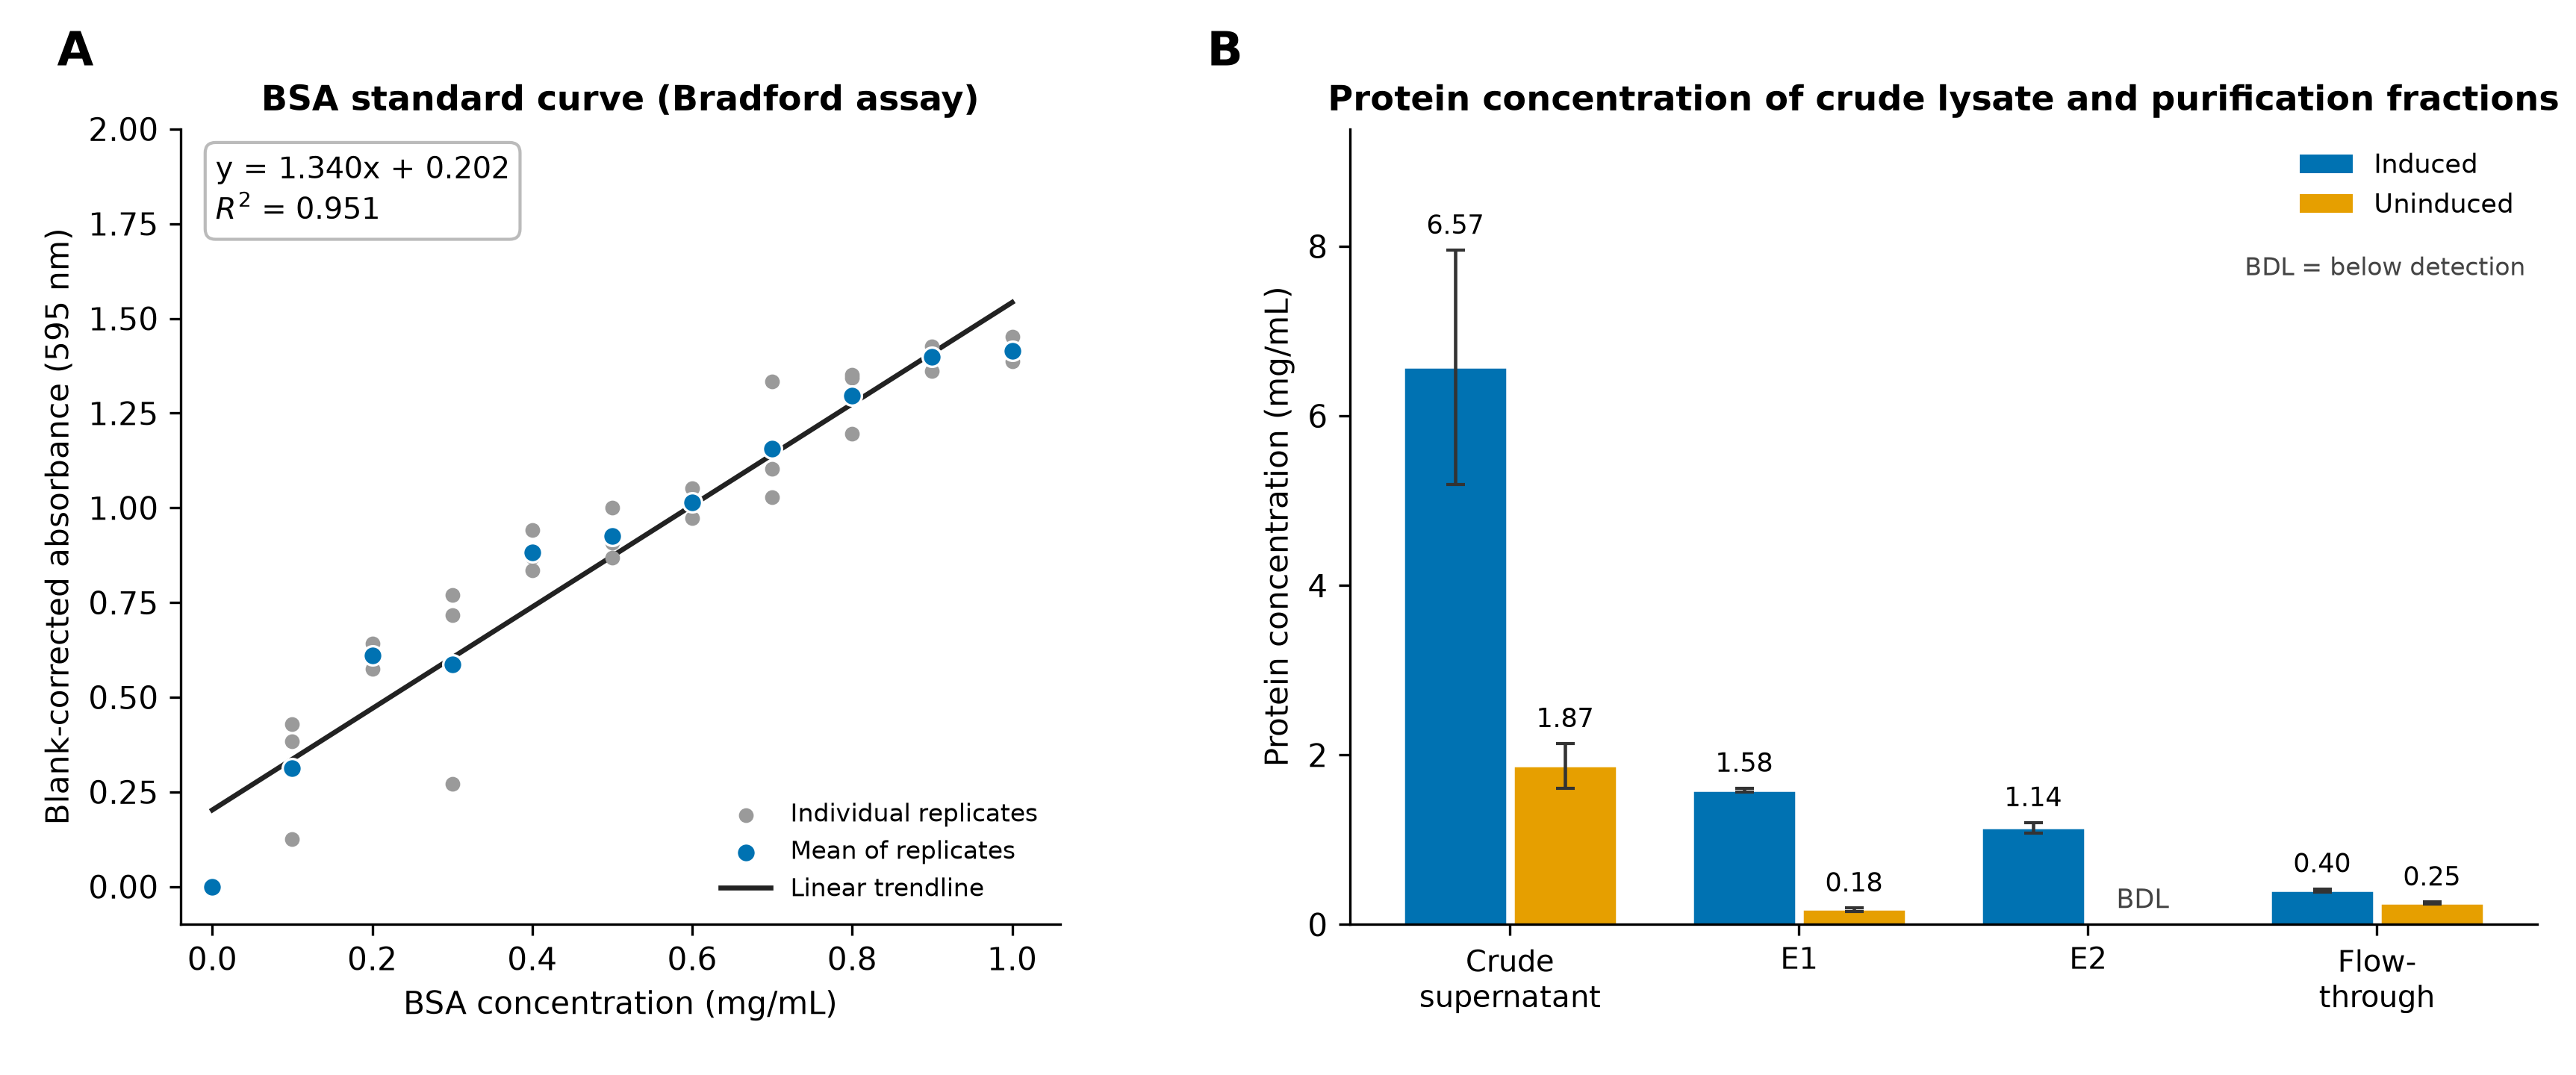 A
BSA standard curve (Bradford assay)
y = 1.340x + 0.202
R² = 0.951
Blank-corrected absorbance (595 nm)
2.00
1.75
1.50
1.25
1.00
0.75
0.50
0.25
0.00
Individual replicates
Mean of replicates
Linear trendline
0.0 0.2 0.4 0.6 0.8 1.0
BSA concentration (mg/mL)
B
Protein concentration of crude lysate and purification fractions
Induced
Uninduced
BDL = below detection
Protein concentration (mg/mL)
8
6
4
2
0
6.57
1.87
1.58
0.18
1.14
BDL
0.40
0.25
Crude
supernatant
E1
E2
Flow-
through